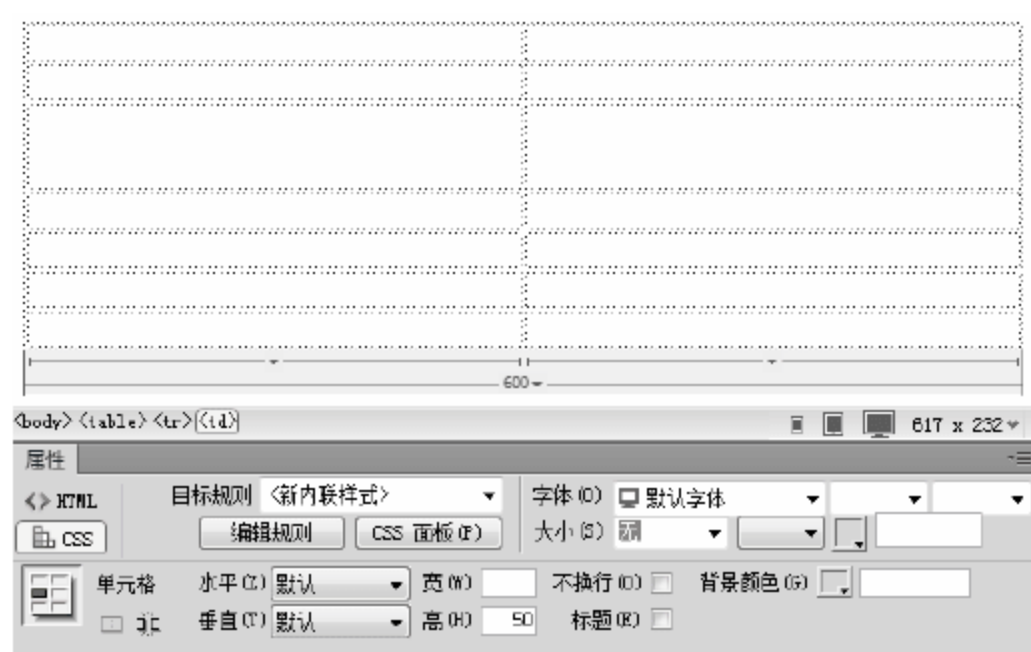 600
<body> <table> <tr> <td>
617 x 232
属性
<> HTML
目标规则 <新内联样式>
字体(O) 默认字体
CSS
编辑规则
CSS 面板(P)
大小(S) 无
单元格
水平(Z) 默认
宽(W)
不换行(O)
背景颜色(G)
垂直(T) 默认
高(H) 50
标题(E)